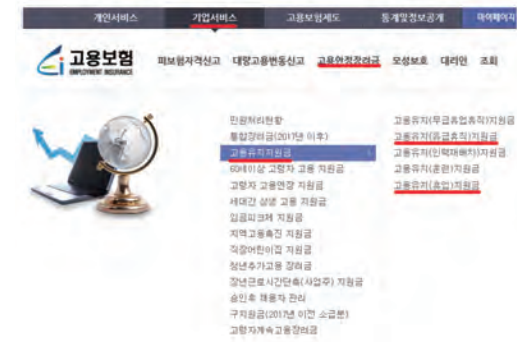 개인서비스 기업서비스 고용보험제도 통계및정보공개 마이페이지
고용보험
EMPLOYMENT INSURANCE
피보험자격신고 대량고용변동신고 고용안정장려금 모성보호 대리인 조회
민원처리현황
통합장려금(2017년 이후)
고용유지지원금
60세이상 고령자 고용 지원금
고령자 고용연장 지원금
세대간 상생 고용 지원금
임금피크제 지원금
지역고용촉진 지원금
직장어린이집 지원금
청년추가고용 장려금
장년근로시간단축(사업주) 지원금
승인후 채용자 관리
구지원금(2017년 이전 소급분)
고령자계속고용장려금
고용유지(무급휴업휴직)지원금
고용유지(유급휴직)지원금
고용유지(인력재배치)지원금
고용유지(훈련)지원금
고용유지(휴업)지원금